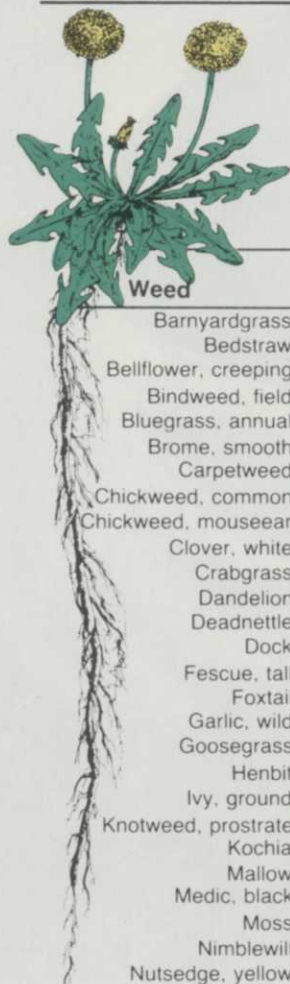 Weed
Barnyardgrass
Bedstraw
Bellflower, creeping
Bindweed, field
Bluegrass, annual
Brome, smooth
Carpetweed
Chickweed, common
Chickweed, mouseear
Clover, white
Crabgrass
Dandelion
Deadnettle
Dock
Fescue, tall
Foxtail
Garlic, wild
Goosegrass
Henbit
Ivy, ground
Knotweed, prostrate
Kochia
Mallow
Medic, black
Moss
Nimblewill
Nutsedge, yellow